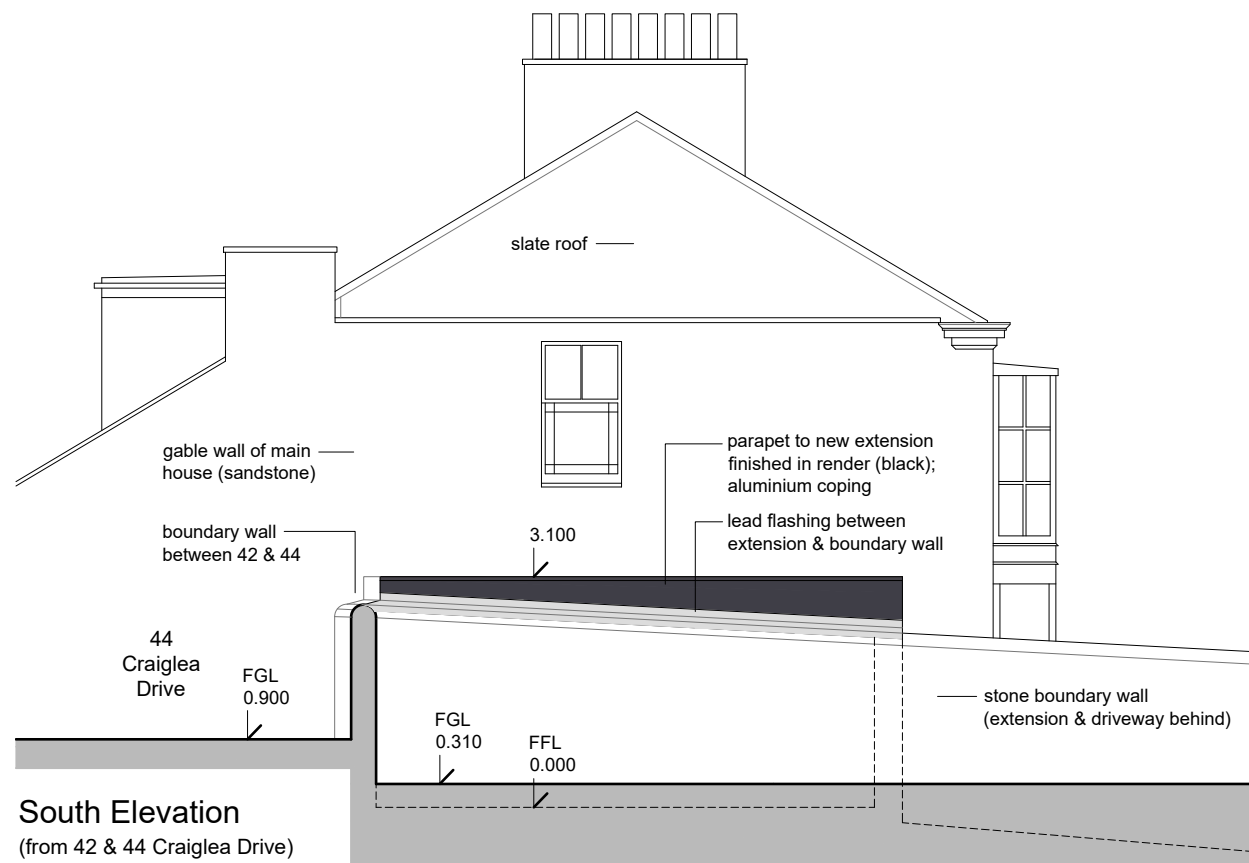 slate roof
gable wall of main
house (sandstone)
parapet to new extension
finished in render (black);
aluminium coping
boundary wall
between 42 & 44
lead flashing between
extension & boundary wall
3.100
44
Craiglea
Drive
FGL
0.900
FGL
0.310
FFL
0.000
stone boundary wall
(extension & driveway behind)
South Elevation
(from 42 & 44 Craiglea Drive)